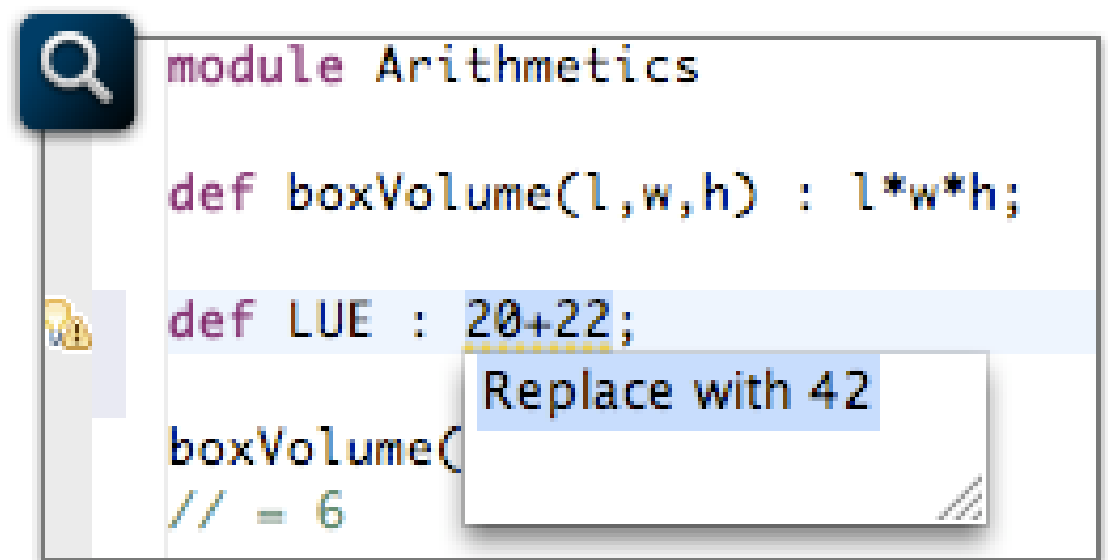 module Arithmetics
def boxVolume(l,w,h) : l*w*h;
def LUE : 20+22;
Replace with 42
boxVolume(
// = 6